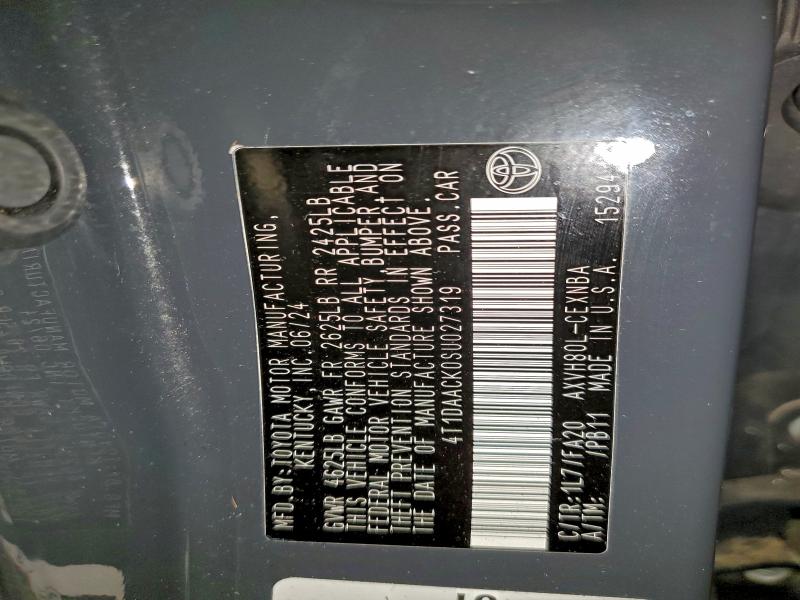 MFD. BY: TOYOTA MOTOR MANUFACTURING,
KENTUCKY, INC. 06/24
GVWR 4625LB GAWR FR 2625LB RR 2425LB
THIS VEHICLE CONFORMS TO ALL APPLICABLE
FEDERAL MOTOR VEHICLE SAFETY, BUMPER, AND
THEFT PREVENTION STANDARDS IN EFFECT ON
THE DATE OF MANUFACTURE SHOWN ABOVE.
4T1DAACK0SU027319 PASS. CAR
C/TR: 1L7/FA20 AXVH80L-CEXNBA
A/TM: /PB11 MADE IN U.S.A.